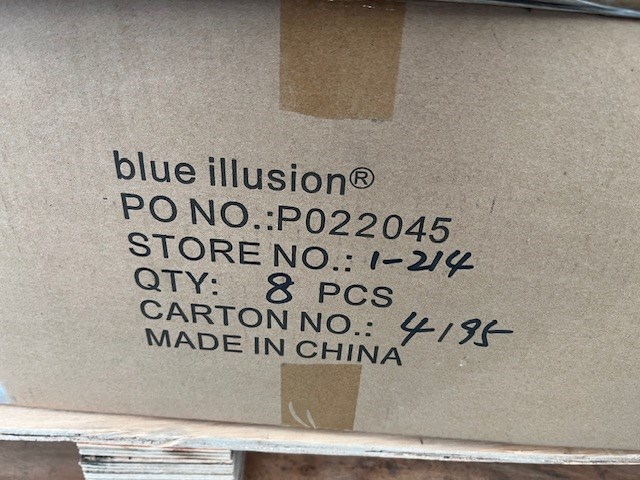 blue illusion®
PO NO.:P022045
STORE NO.: 1-214
QTY: 8 PCS
CARTON NO.: 4195
MADE IN CHINA